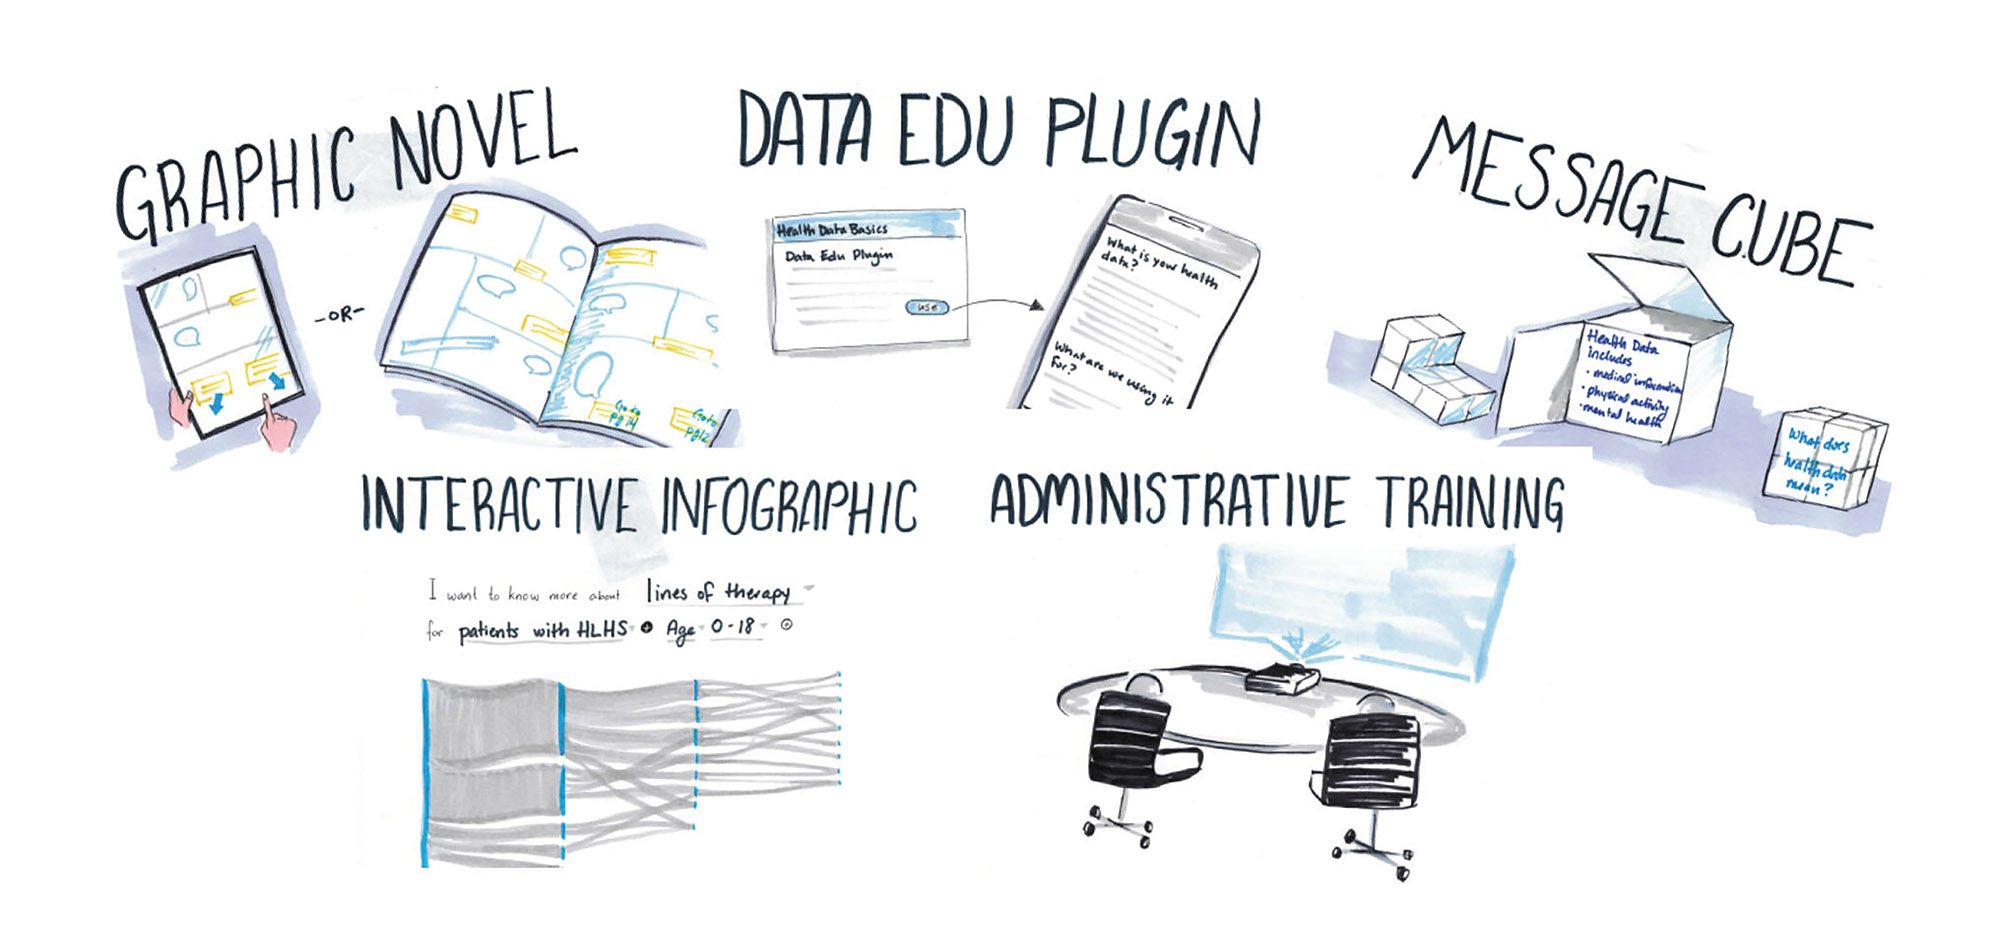 GRAPHIC NOVEL
-OR-
Go to
pg 14
Go to
pg 12
DATA EDU PLUGIN
Health Data Basics
Data Edu Plugin
use
What is your health
data?
What are we using it
for?
MESSAGE CUBE
Health Data
includes
• medical information
• physical activity
• mental health
What does
health data
mean?
INTERACTIVE INFOGRAPHIC
I want to know more about lines of therapy
for patients with HLHS + Age 0-18
ADMINISTRATIVE TRAINING